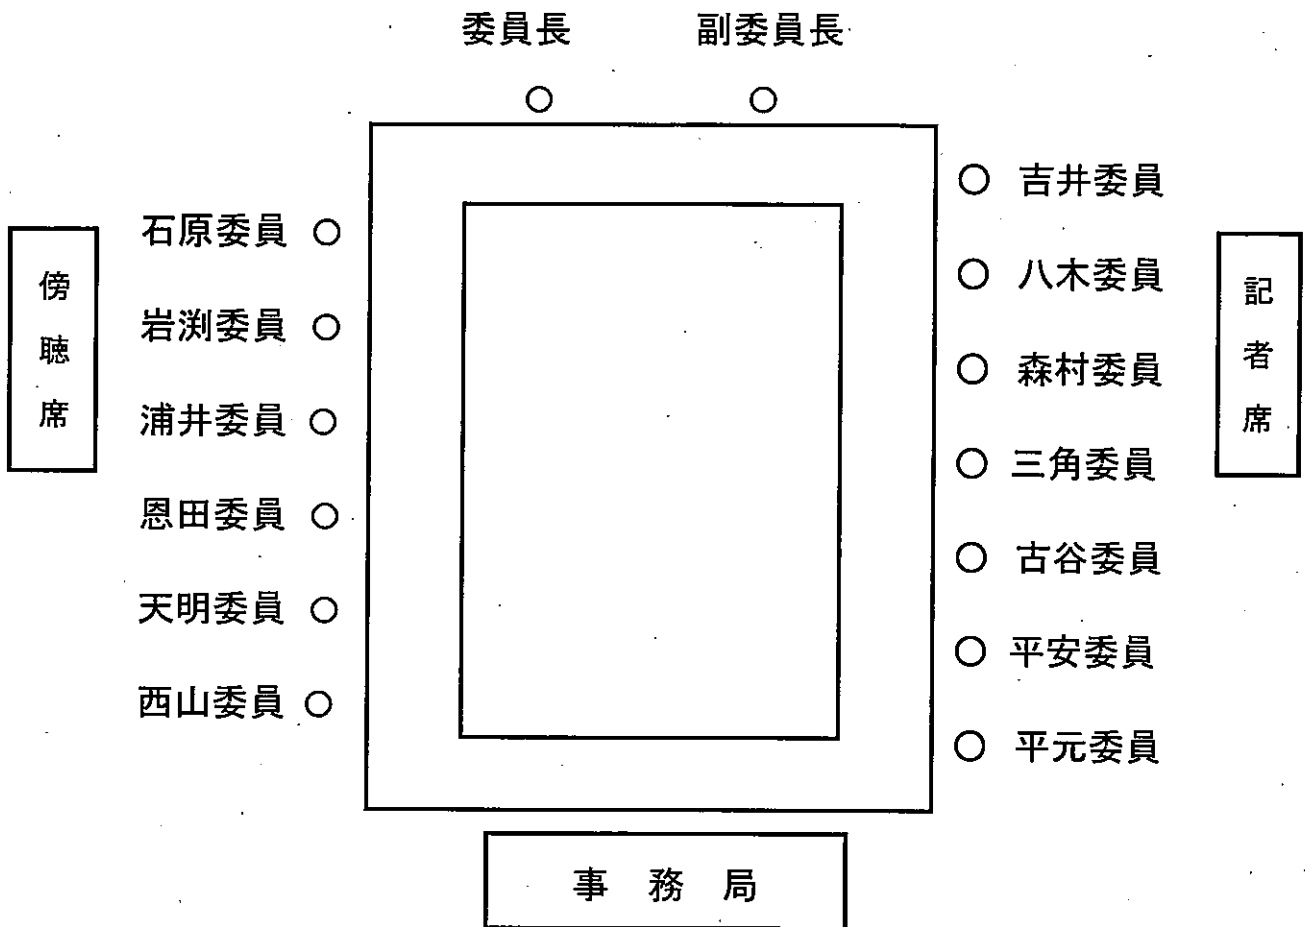 委員長 副委員長
吉井委員
石原委員
八木委員
岩渕委員
森村委員
浦井委員
三角委員
恩田委員
古谷委員
天明委員
平安委員
西山委員
平元委員
傍聴席
記者席
事務局